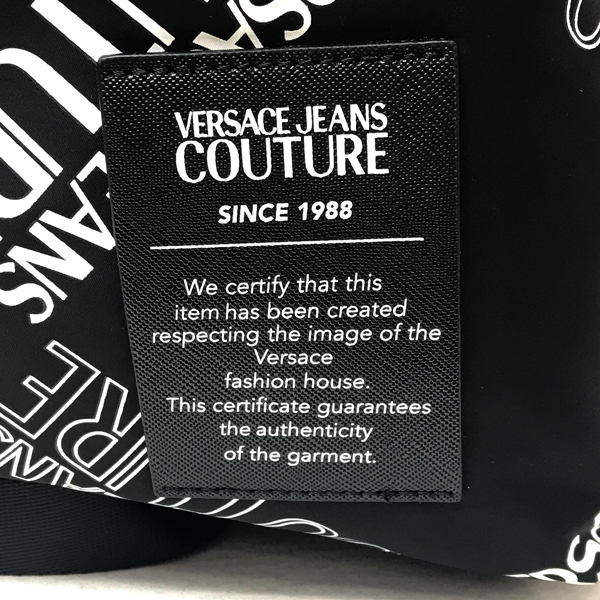 VERSACE JEANS
COUTURE
SINCE 1988
We certify that this
item has been created
respecting the image of the
Versace
fashion house.
This certificate guarantees
the authenticity
of the garment.